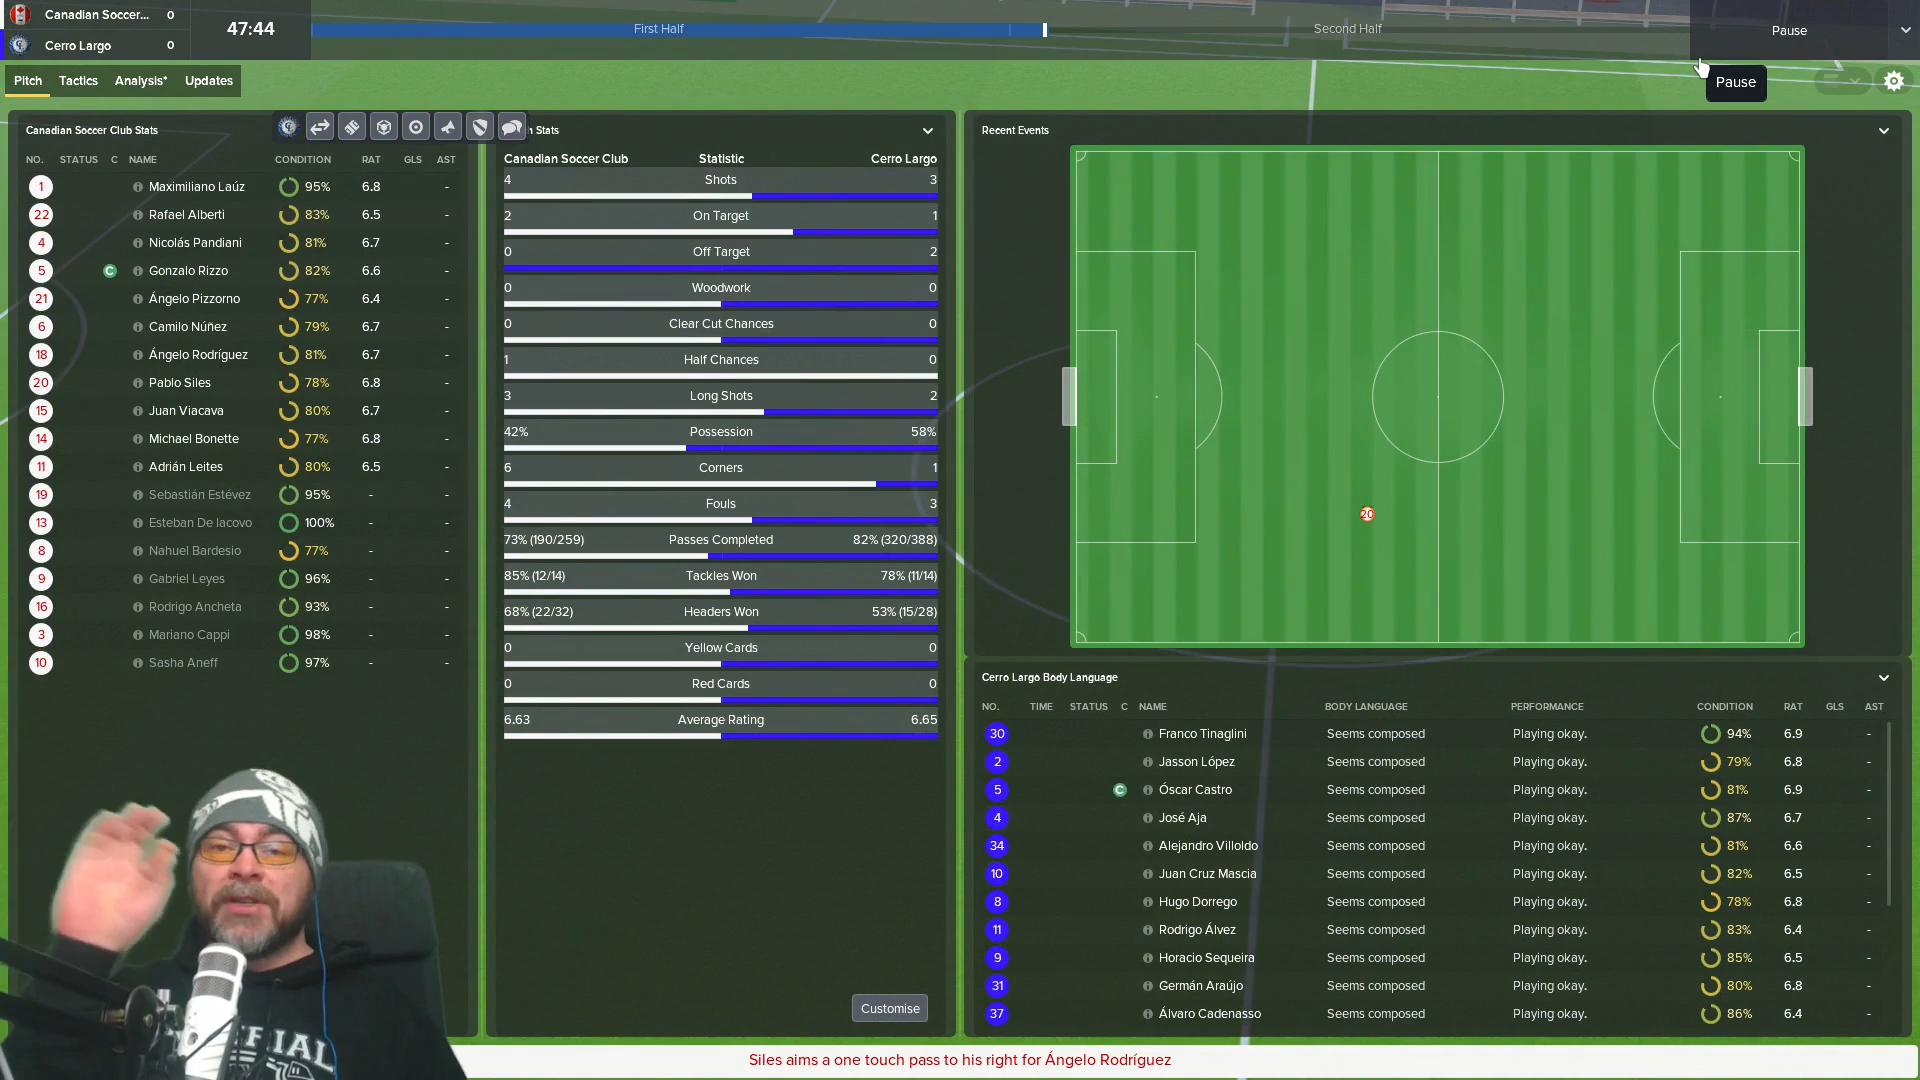 Canadian Soccer... 0
Cerro Largo 0
47:44
First Half
Second Half
Pause
Pause
Pitch Tactics Analysis* Updates
Canadian Soccer Club Stats
NO. STATUS C NAME CONDITION RAT GLS AST
1 Maximiliano Laúz 95% 6.8 -
22 Rafael Alberti 83% 6.5 -
4 Nicolás Pandiani 81% 6.7 -
5 C Gonzalo Rizzo 82% 6.6 -
21 Ángelo Pizzorno 77% 6.4 -
6 Camilo Núñez 79% 6.7 -
18 Ángelo Rodríguez 81% 6.7 -
20 Pablo Siles 78% 6.8 -
15 Juan Viacava 80% 6.7 -
14 Michael Bonette 77% 6.8 -
11 Adrián Leites 80% 6.5 -
19 Sebastián Estévez 95% - -
13 Esteban De Iacovo 100% - -
8 Nahuel Bardesio 77% - -
9 Gabriel Leyes 96% - -
16 Rodrigo Ancheta 93% - -
3 Mariano Cappi 98% - -
10 Sasha Aneff 97% - -
Stats
Canadian Soccer Club Statistic Cerro Largo
4 Shots 3
2 On Target 1
0 Off Target 2
0 Woodwork 0
0 Clear Cut Chances 0
1 Half Chances 0
3 Long Shots 2
42% Possession 58%
6 Corners 1
4 Fouls 3
73% (190/259) Passes Completed 82% (320/388)
85% (12/14) Tackles Won 78% (11/14)
68% (22/32) Headers Won 53% (15/28)
0 Yellow Cards 0
0 Red Cards 0
6.63 Average Rating 6.65
Customise
Recent Events
20
Cerro Largo Body Language
NO. TIME STATUS C NAME BODY LANGUAGE PERFORMANCE CONDITION RAT GLS AST
30 Franco Tinaglini Seems composed Playing okay. 94% 6.9 -
2 Jasson López Seems composed Playing okay. 79% 6.8 -
5 C Óscar Castro Seems composed Playing okay. 81% 6.9 -
4 José Aja Seems composed Playing okay. 87% 6.7 -
34 Alejandro Villoldo Seems composed Playing okay. 81% 6.6 -
10 Juan Cruz Mascia Seems composed Playing okay. 82% 6.5 -
8 Hugo Dorrego Seems composed Playing okay. 78% 6.8 -
11 Rodrigo Álvez Seems composed Playing okay. 83% 6.4 -
9 Horacio Sequeira Seems composed Playing okay. 85% 6.5 -
31 Germán Araújo Seems composed Playing okay. 80% 6.8 -
37 Álvaro Cadenasso Seems composed Playing okay. 86% 6.4 -
Siles aims a one touch pass to his right for Ángelo Rodríguez